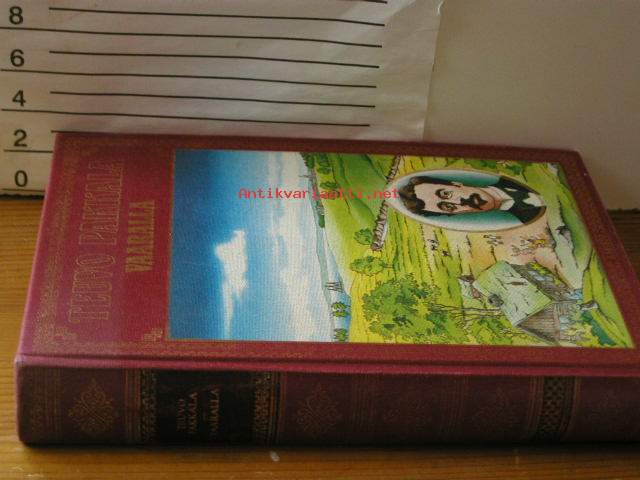 8
6
4
2
0
TEUVO PAKKALA
VAARALLA
Antikvariaatti.net
TEUVO
PAKKALA
VAARALLA